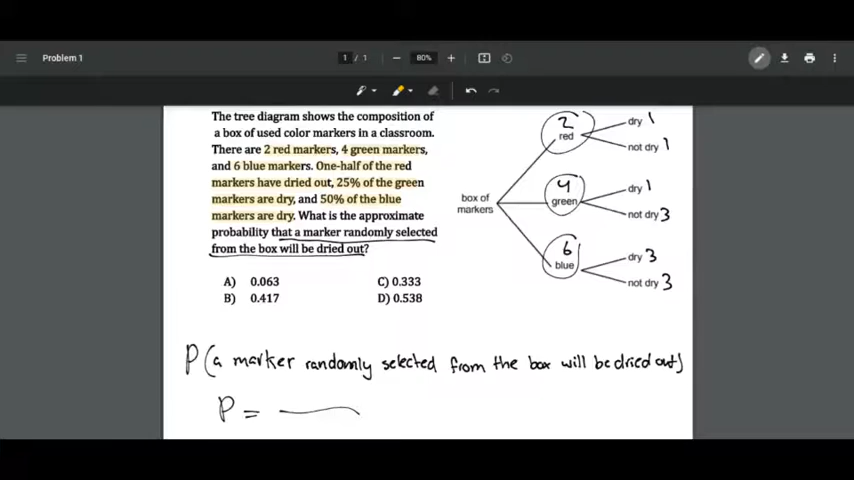 Problem 1
1 / 1
80%
The tree diagram shows the composition of
a box of used color markers in a classroom.
There are 2 red markers, 4 green markers,
and 6 blue markers. One-half of the red
markers have dried out, 25% of the green
markers are dry, and 50% of the blue
markers are dry. What is the approximate
probability that a marker randomly selected
from the box will be dried out?
A) 0.063
C) 0.333
B) 0.417
D) 0.538
box of
markers
2
red
dry 1
not dry 1
4
green
dry 1
not dry 3
6
blue
dry 3
not dry 3
P (a marker randomly selected from the box will be dried out)
P =